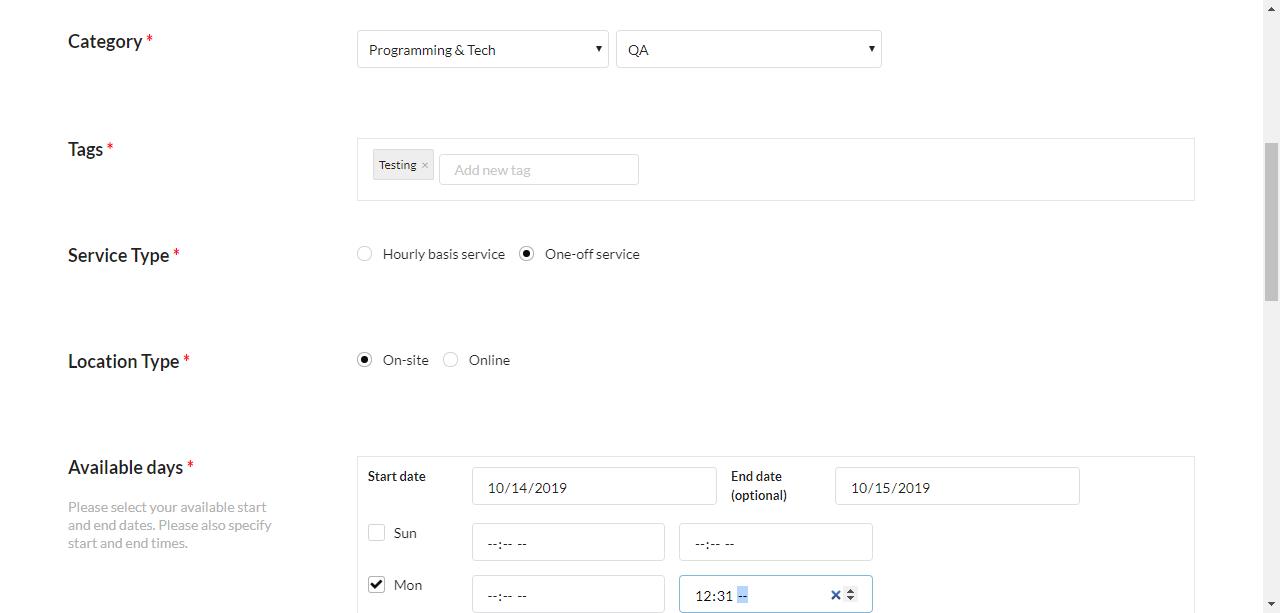 Category *
Programming & Tech
QA
Tags *
Testing ×
Add new tag
Service Type *
Hourly basis service
One-off service
Location Type *
On-site
Online
Available days *
Please select your available start
and end dates. Please also specify
start and end times.
Start date
10/14/2019
End date
(optional)
10/15/2019
Sun
--:-- --
--:-- --
Mon
--:-- --
12:31 --